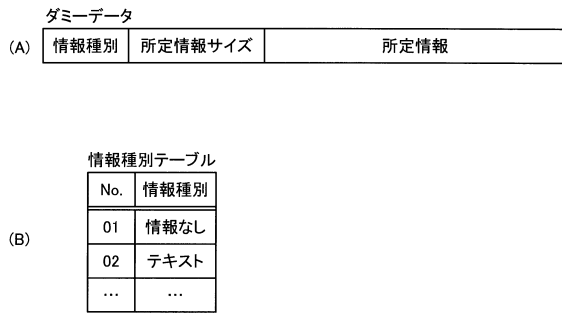 ダミーデータ
(A) 情報種別 所定情報サイズ 所定情報
情報種別テーブル
No. 情報種別
(B)
01 情報なし
02 テキスト
… …